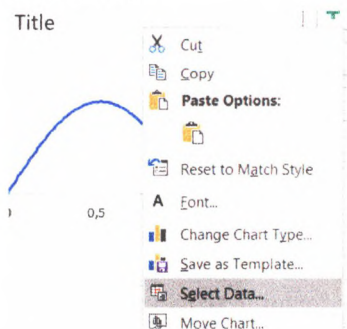 Title
Cut
Copy
Paste Options:
Reset to Match Style
A Font...
Change Chart Type...
Save as Template...
Select Data...
Move Chart...
0,5